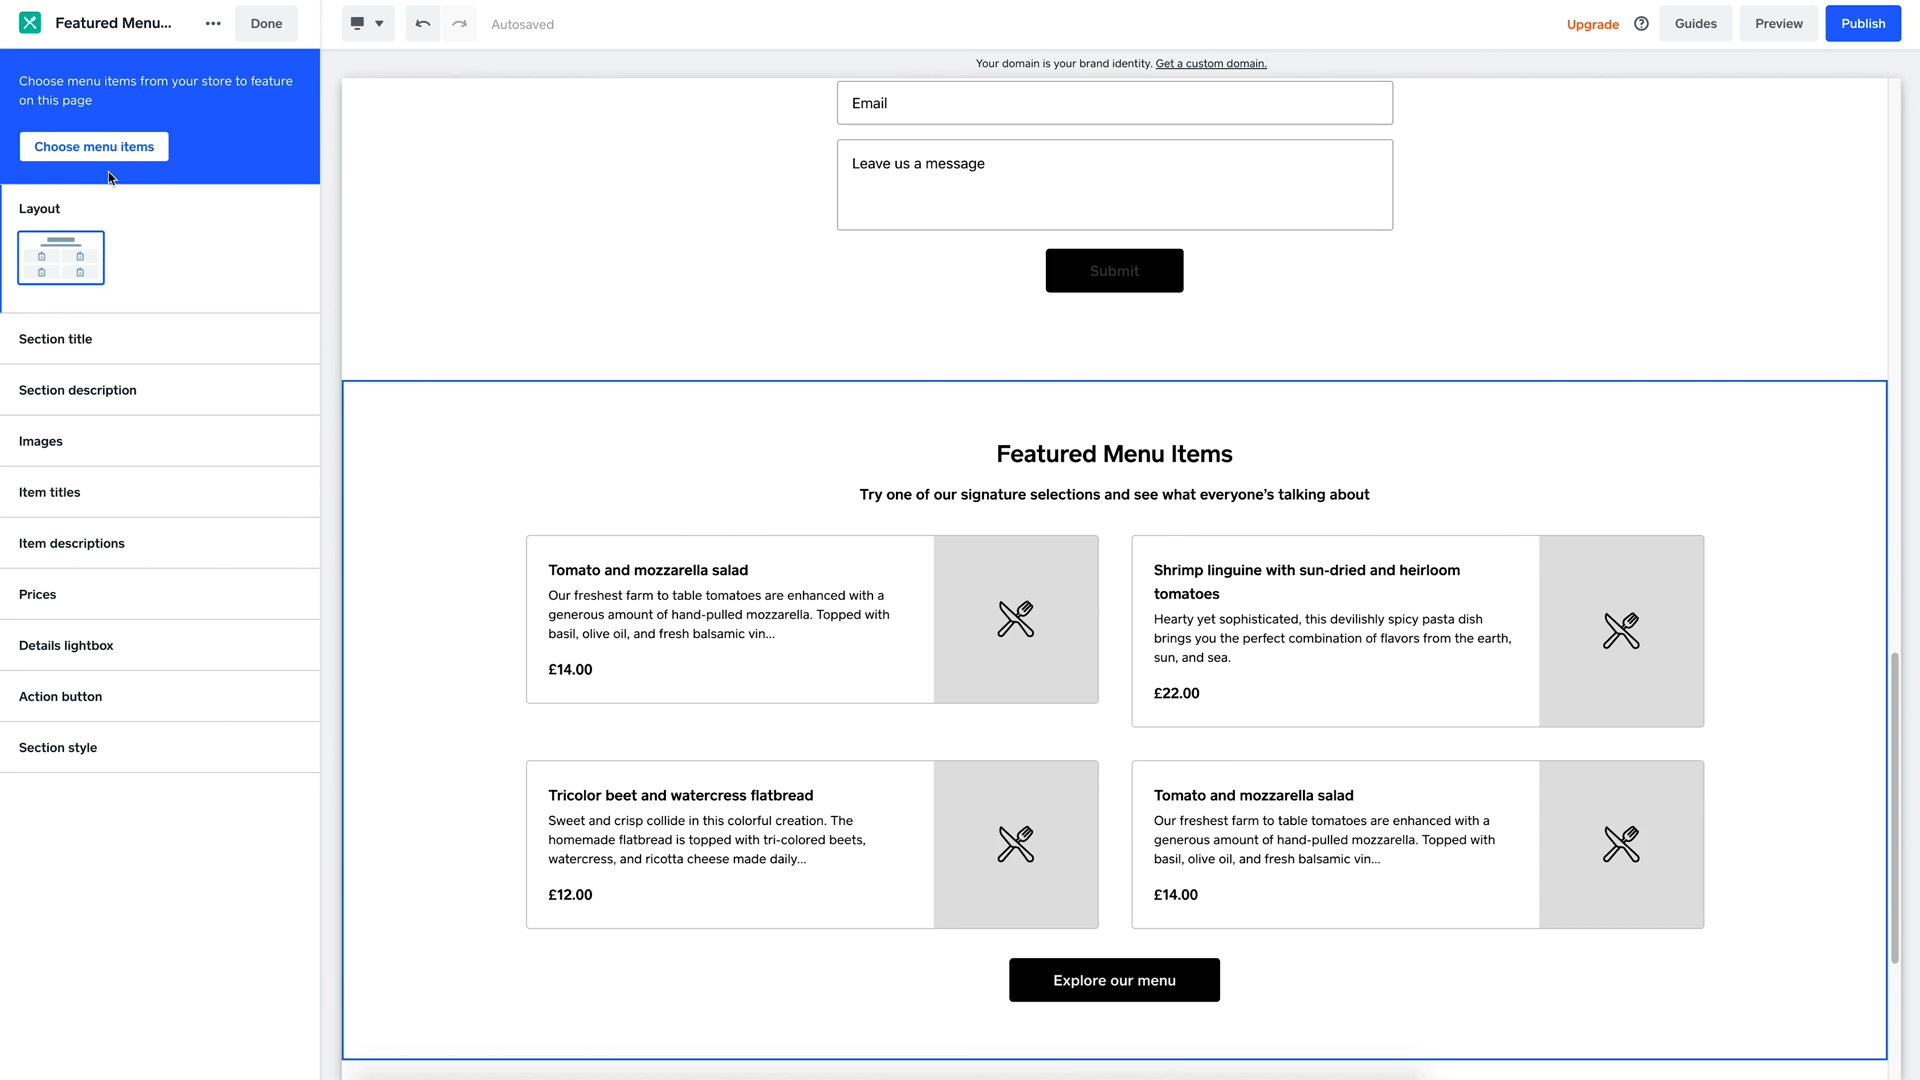 Featured Menu...
Done
Autosaved
Upgrade
Guides
Preview
Publish
Choose menu items from your store to feature
on this page
Choose menu items
Layout
Section title
Section description
Images
Item titles
Item descriptions
Prices
Details lightbox
Action button
Section style
Your domain is your brand identity. Get a custom domain.
Email
Leave us a message
Submit
Featured Menu Items
Try one of our signature selections and see what everyone’s talking about
Tomato and mozzarella salad
Our freshest farm to table tomatoes are enhanced with a
generous amount of hand-pulled mozzarella. Topped with
basil, olive oil, and fresh balsamic vin...
£14.00
Shrimp linguine with sun-dried and heirloom
tomatoes
Hearty yet sophisticated, this devilishly spicy pasta dish
brings you the perfect combination of flavors from the earth,
sun, and sea.
£22.00
Tricolor beet and watercress flatbread
Sweet and crisp collide in this colorful creation. The
homemade flatbread is topped with tri-colored beets,
watercress, and ricotta cheese made daily...
£12.00
Tomato and mozzarella salad
Our freshest farm to table tomatoes are enhanced with a
generous amount of hand-pulled mozzarella. Topped with
basil, olive oil, and fresh balsamic vin...
£14.00
Explore our menu